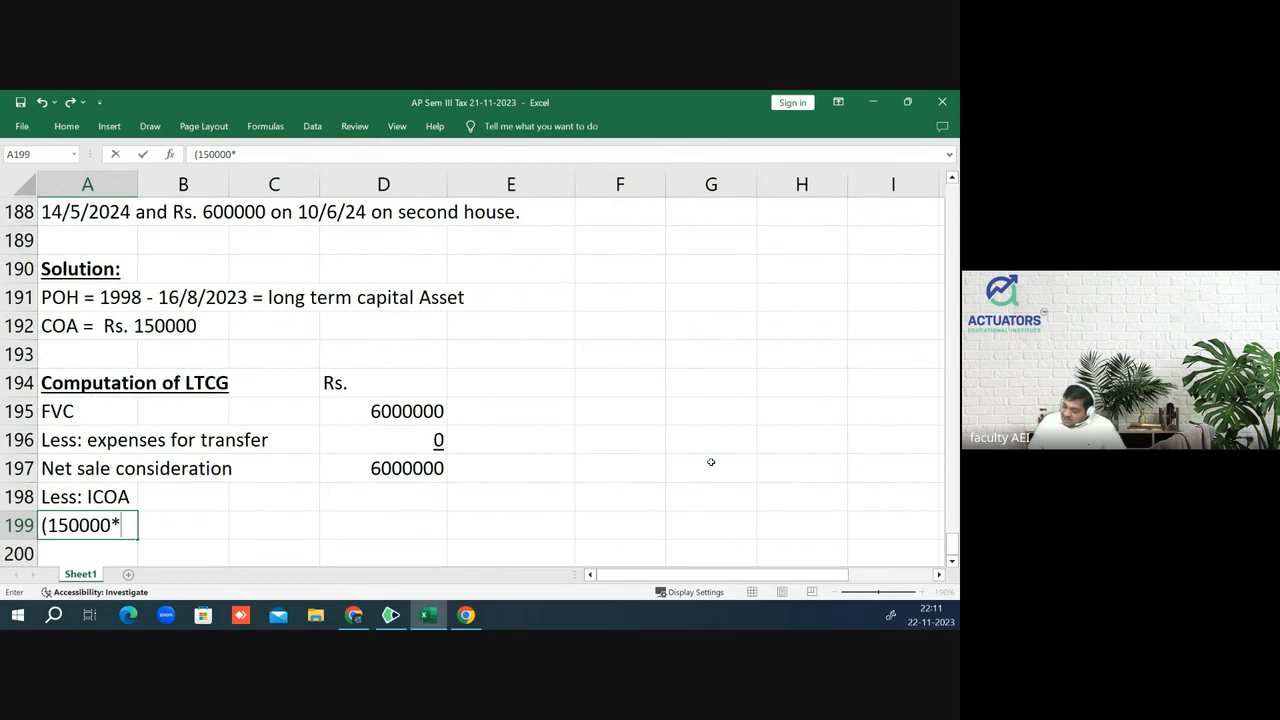 AP Sem III Tax 21-11-2023 - Excel
Sign in
File Home Insert Draw Page Layout Formulas Data Review View Help Tell me what you want to do
A199 fx (150000*
A B C D E F G H I
188 14/5/2024 and Rs. 600000 on 10/6/24 on second house.
189
190 Solution:
191 POH = 1998 - 16/8/2023 = long term capital Asset
192 COA = Rs. 150000
193
194 Computation of LTCG Rs.
195 FVC 6000000
196 Less: expenses for transfer 0
197 Net sale consideration 6000000
198 Less: ICOA
199 (150000*
200
Sheet1
Enter Accessibility: Investigate Display Settings 190%
zoom
22:11
22-11-2023
ACTUATORS
EDUCATIONAL INSTITUTE
faculty AEI